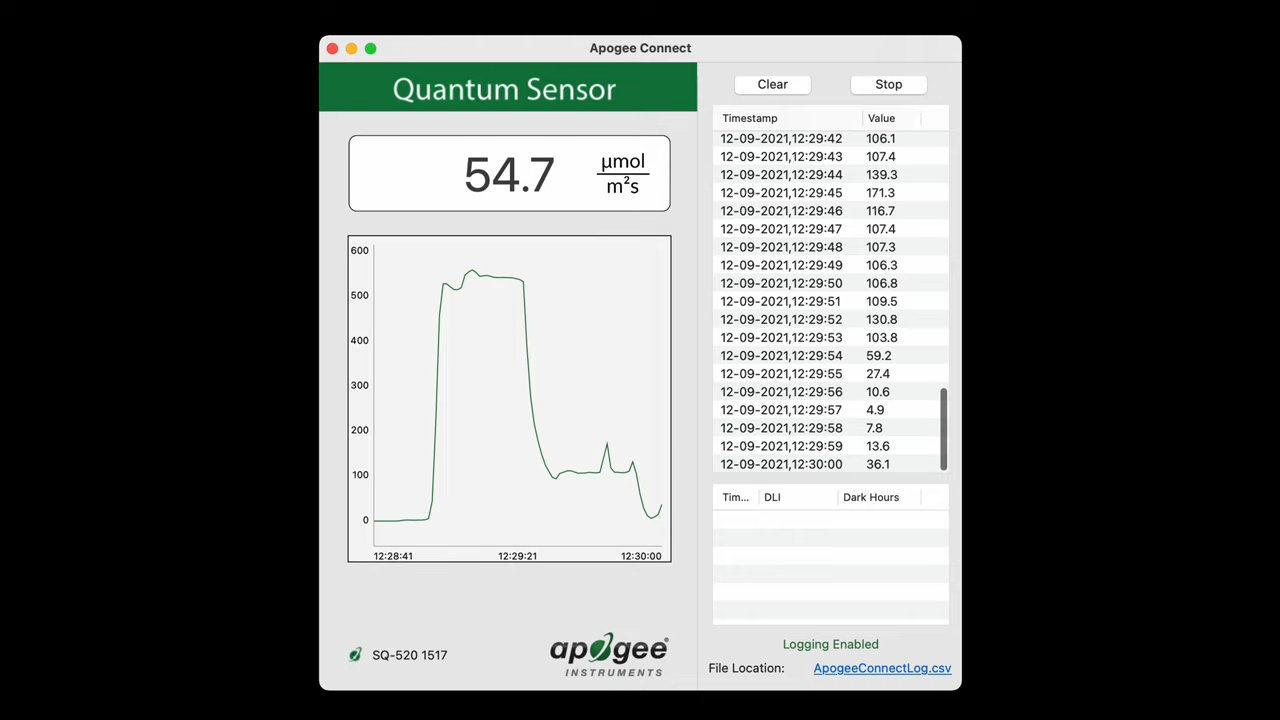 Apogee Connect
Quantum Sensor
54.7 µmol
m²s
600
500
400
300
200
100
0
12:28:41 12:29:21 12:30:00
SQ-520 1517
apogee®
INSTRUMENTS
Clear Stop
Timestamp Value
12-09-2021,12:29:42 106.1
12-09-2021,12:29:43 107.4
12-09-2021,12:29:44 139.3
12-09-2021,12:29:45 171.3
12-09-2021,12:29:46 116.7
12-09-2021,12:29:47 107.4
12-09-2021,12:29:48 107.3
12-09-2021,12:29:49 106.3
12-09-2021,12:29:50 106.8
12-09-2021,12:29:51 109.5
12-09-2021,12:29:52 130.8
12-09-2021,12:29:53 103.8
12-09-2021,12:29:54 59.2
12-09-2021,12:29:55 27.4
12-09-2021,12:29:56 10.6
12-09-2021,12:29:57 4.9
12-09-2021,12:29:58 7.8
12-09-2021,12:29:59 13.6
12-09-2021,12:30:00 36.1
Tim... DLI Dark Hours
Logging Enabled
File Location: ApogeeConnectLog.csv